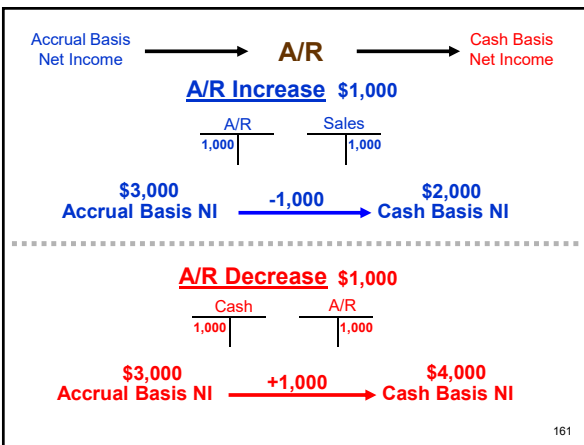 Accrual Basis
Net Income
A/R
Cash Basis
Net Income
A/R Increase $1,000
A/R Sales
1,000 1,000
$3,000 -1,000 $2,000
Accrual Basis NI Cash Basis NI
A/R Decrease $1,000
Cash A/R
1,000 1,000
$3,000 +1,000 $4,000
Accrual Basis NI Cash Basis NI
161